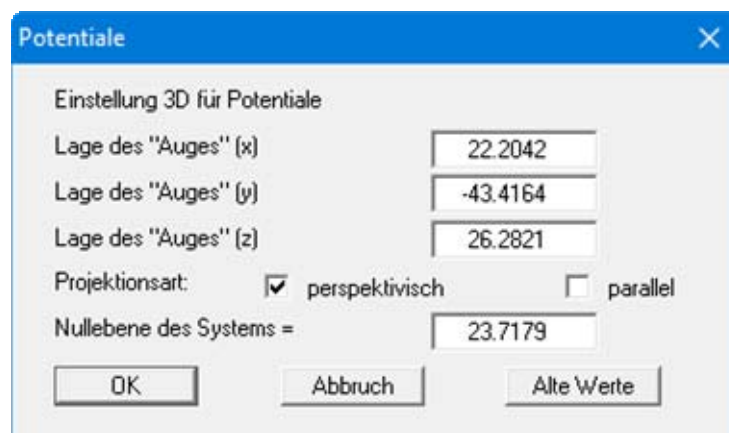 Potentiale
Einstellung 3D für Potentiale
Lage des "Auges" (x) 22.2042
Lage des "Auges" (y) -43.4164
Lage des "Auges" (z) 26.2821
Projektionsart: perspektivisch parallel
Nullebene des Systems = 23.7179
OK Abbruch Alte Werte